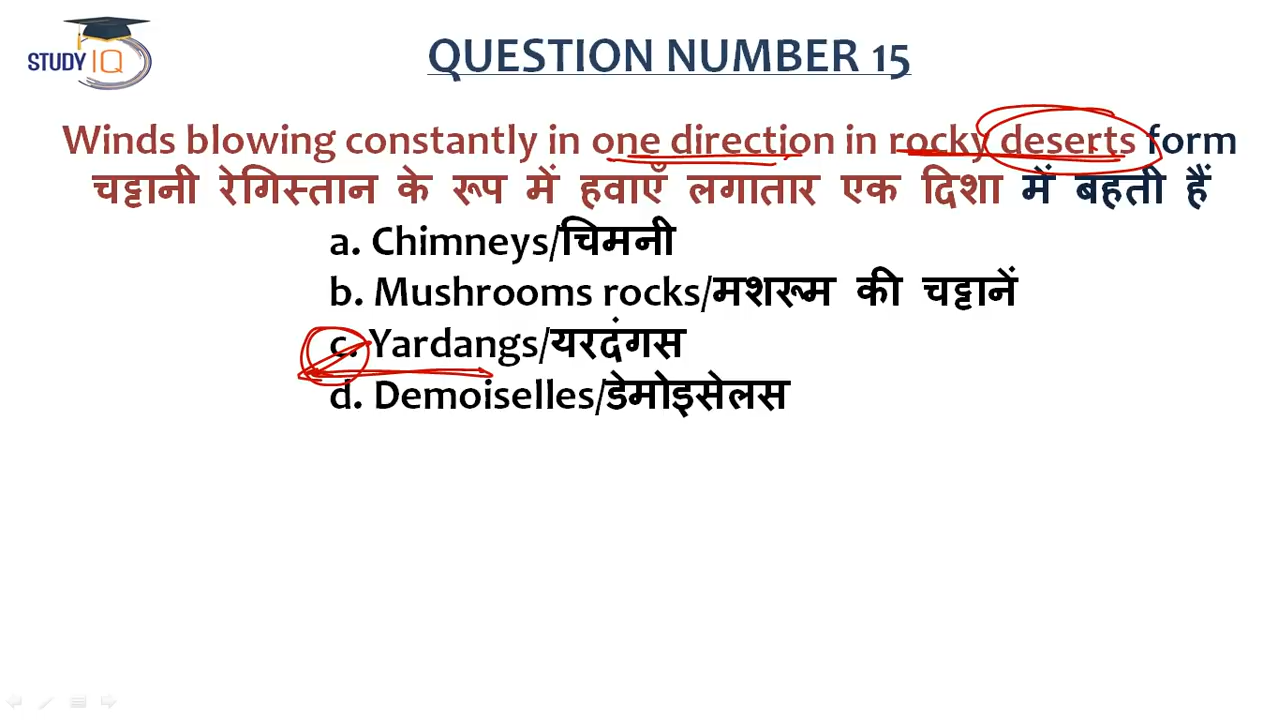 STUDY IQ
QUESTION NUMBER 15
Winds blowing constantly in one direction in rocky deserts form
चट्टानी रेगिस्तान के रूप में हवाएँ लगातार एक दिशा में बहती हैं
a. Chimneys/चिमनी
b. Mushrooms rocks/मशरूम की चट्टानें
c. Yardangs/यरदंगस
d. Demoiselles/डेमोइसेलस